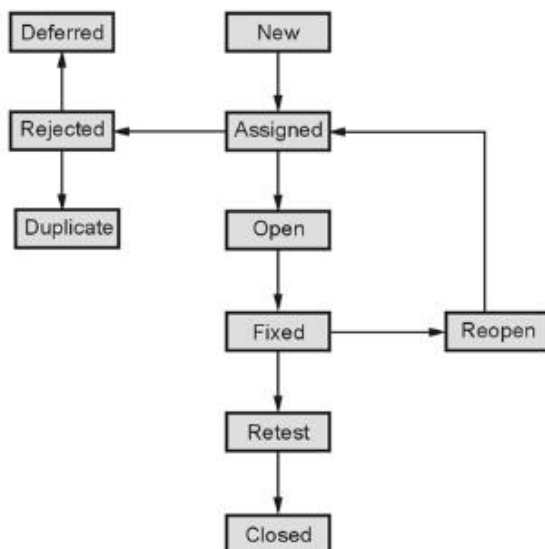 Deferred
New
Rejected
Assigned
Duplicate
Open
Fixed
Reopen
Retest
Closed